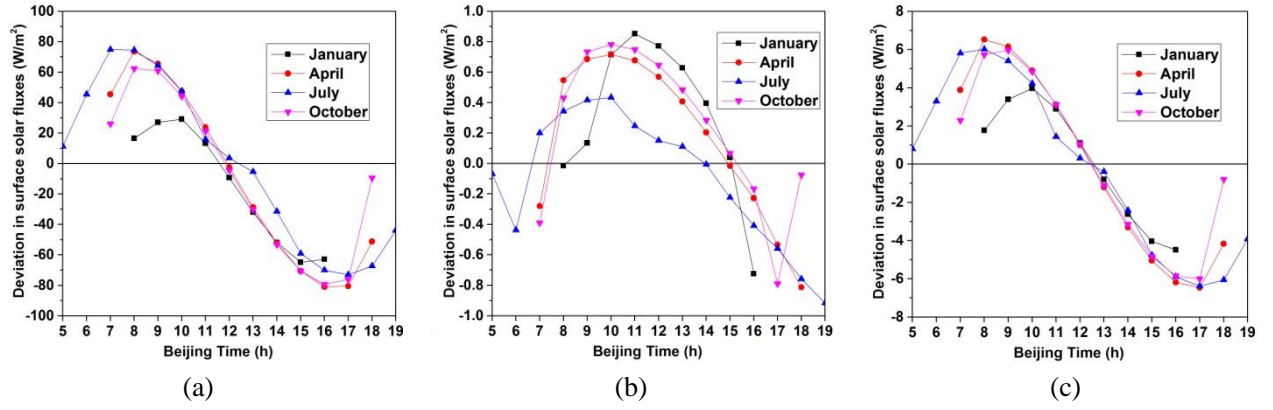 Deviation in surface solar fluxes (W/m²)
100
80
60
40
20
0
-20
-40
-60
-80
-100
January
April
July
October
5 6 7 8 9 10 11 12 13 14 15 16 17 18 19
Beijing Time (h)
(a)
Deviation in surface solar fluxes (W/m²)
1.0
0.8
0.6
0.4
0.2
0.0
-0.2
-0.4
-0.6
-0.8
-1.0
January
April
July
October
5 6 7 8 9 10 11 12 13 14 15 16 17 18 19
Beijing Time (h)
(b)
Deviation in surface solar fluxes (W/m²)
8
6
4
2
0
-2
-4
-6
-8
January
April
July
October
5 6 7 8 9 10 11 12 13 14 15 16 17 18 19
Beijing Time (h)
(c)